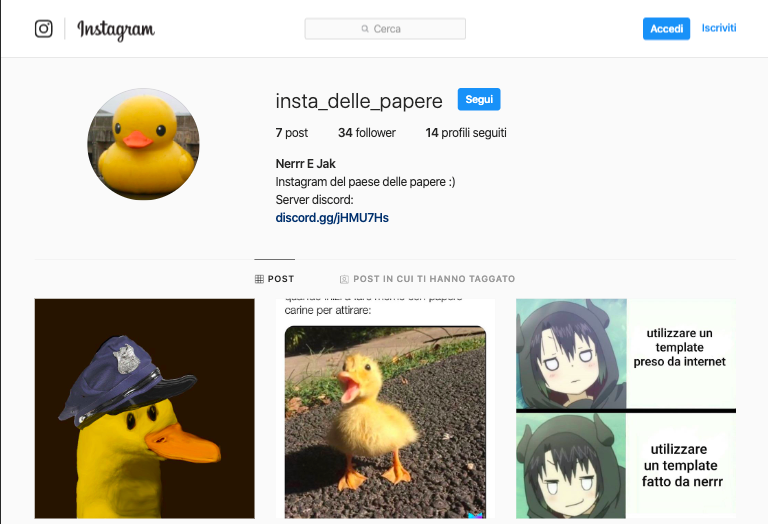 Instagram
Cerca
Accedi
Iscriviti
insta_delle_papere
Segui
7 post
34 follower
14 profili seguiti
Nerrr E Jak
Instagram del paese delle papere :)
Server discord:
discord.gg/jHMU7Hs
POST
POST IN CUI TI HANNO TAGGATO
carine per attirare:
utilizzare un
template
preso da internet
utilizzare
un template
fatto da nerrr